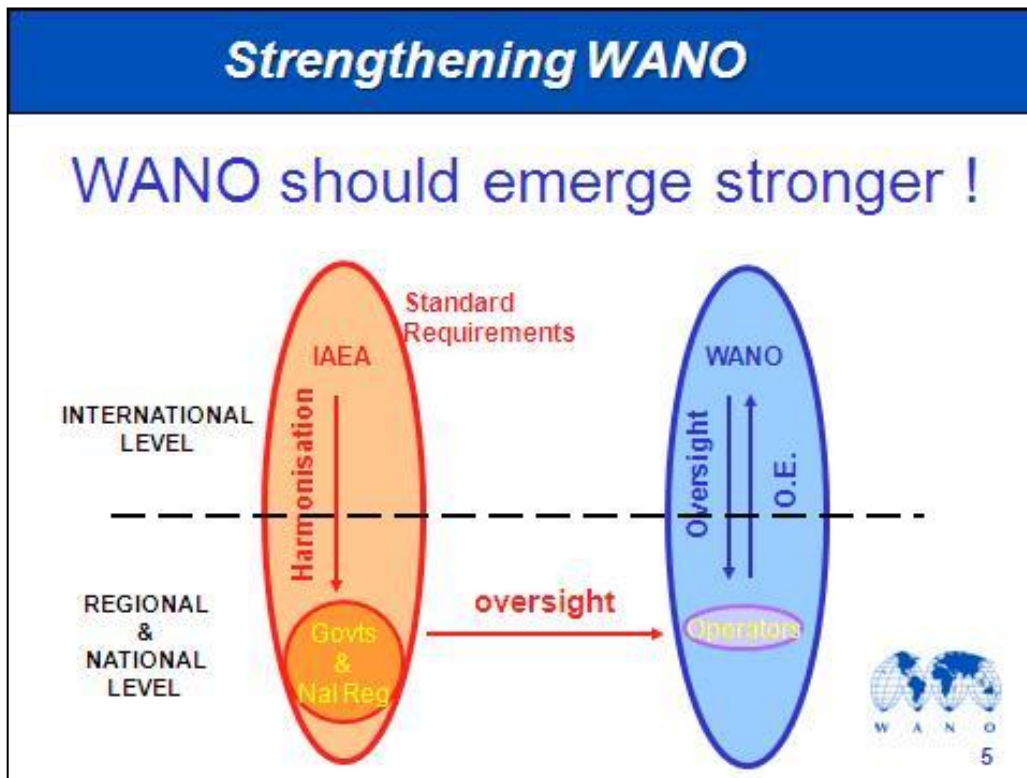 Strengthening WANO
WANO should emerge stronger !
Standard
Requirements
IAEA
WANO
INTERNATIONAL
LEVEL
Harmonisation
Oversight
O.E.
REGIONAL
&
NATIONAL
LEVEL
Govts
&
Nal Reg
oversight
Operators
W A N O
5